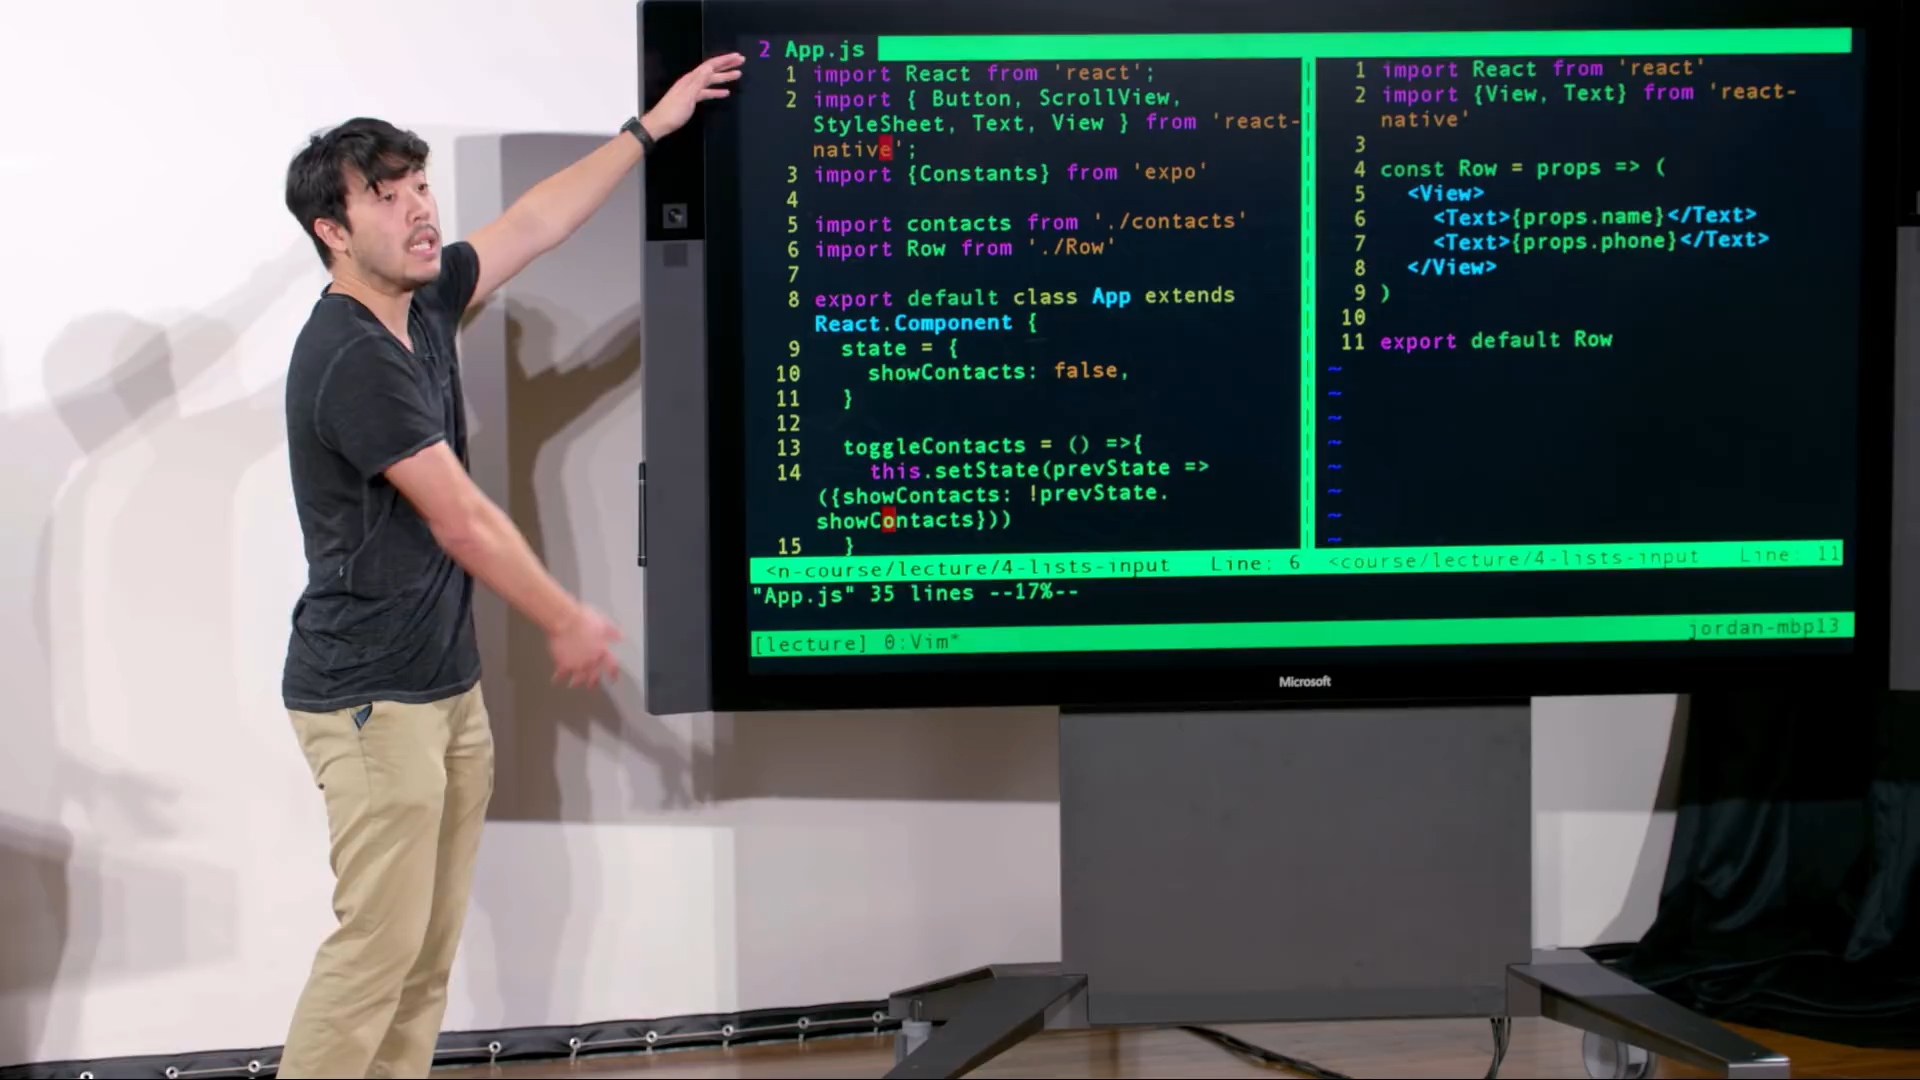 2 App.js
1 import React from 'react';
2 import { Button, ScrollView,
StyleSheet, Text, View } from 'react-
native';
3 import {Constants} from 'expo'
4
5 import contacts from './contacts'
6 import Row from './Row'
7
8 export default class App extends
React.Component {
9 state = {
10 showContacts: false,
11 }
12
13 toggleContacts = () =>{
14 this.setState(prevState =>
({showContacts: !prevState.
showContacts}))
15 }
<n-course/lecture/4-lists-input Line: 6
1 import React from 'react'
2 import {View, Text} from 'react-
native'
3
4 const Row = props => (
5 <View>
6 <Text>{props.name}</Text>
7 <Text>{props.phone}</Text>
8 </View>
9 )
10
11 export default Row
~
~
~
~
~
~
~
~
<course/lecture/4-lists-input Line: 11
"App.js" 35 lines --17%--
[lecture] 0:Vim* jordan-mbp13
Microsoft